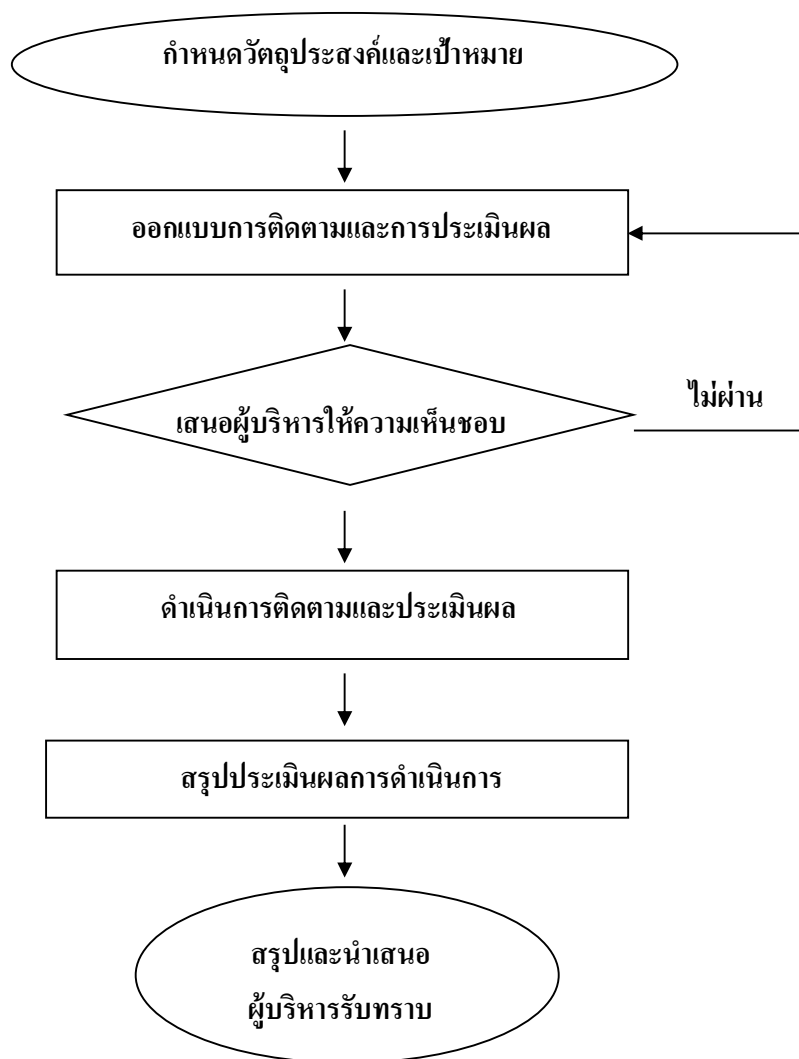 กำหนดวัตถุประสงค์และเป้าหมาย
ออกแบบการติดตามและการประเมินผล
ไม่ผ่าน
เสนอผู้บริหารให้ความเห็นชอบ
ดำเนินการติดตามและประเมินผล
สรุปประเมินผลการดำเนินการ
สรุปและนำเสนอ
ผู้บริหารรับทราบ